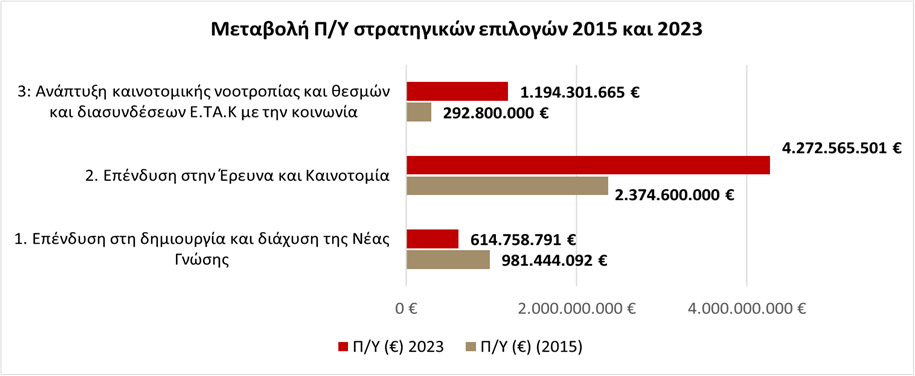 Μεταβολή Π/Υ στρατηγικών επιλογών 2015 και 2023
3: Ανάπτυξη καινοτομικής νοοτροπίας και θεσμών
και διασυνδέσεων Ε.ΤΑ.Κ με την κοινωνία
1.194.301.665 €
292.800.000 €
2. Επένδυση στην Έρευνα και Καινοτομία
4.272.565.501 €
2.374.600.000 €
1. Επένδυση στη δημιουργία και διάχυση της Νέας
Γνώσης
614.758.791 €
981.444.092 €
0 €
2.000.000.000 €
4.000.000.000 €
Π/Υ (€) 2023
Π/Υ (€) (2015)